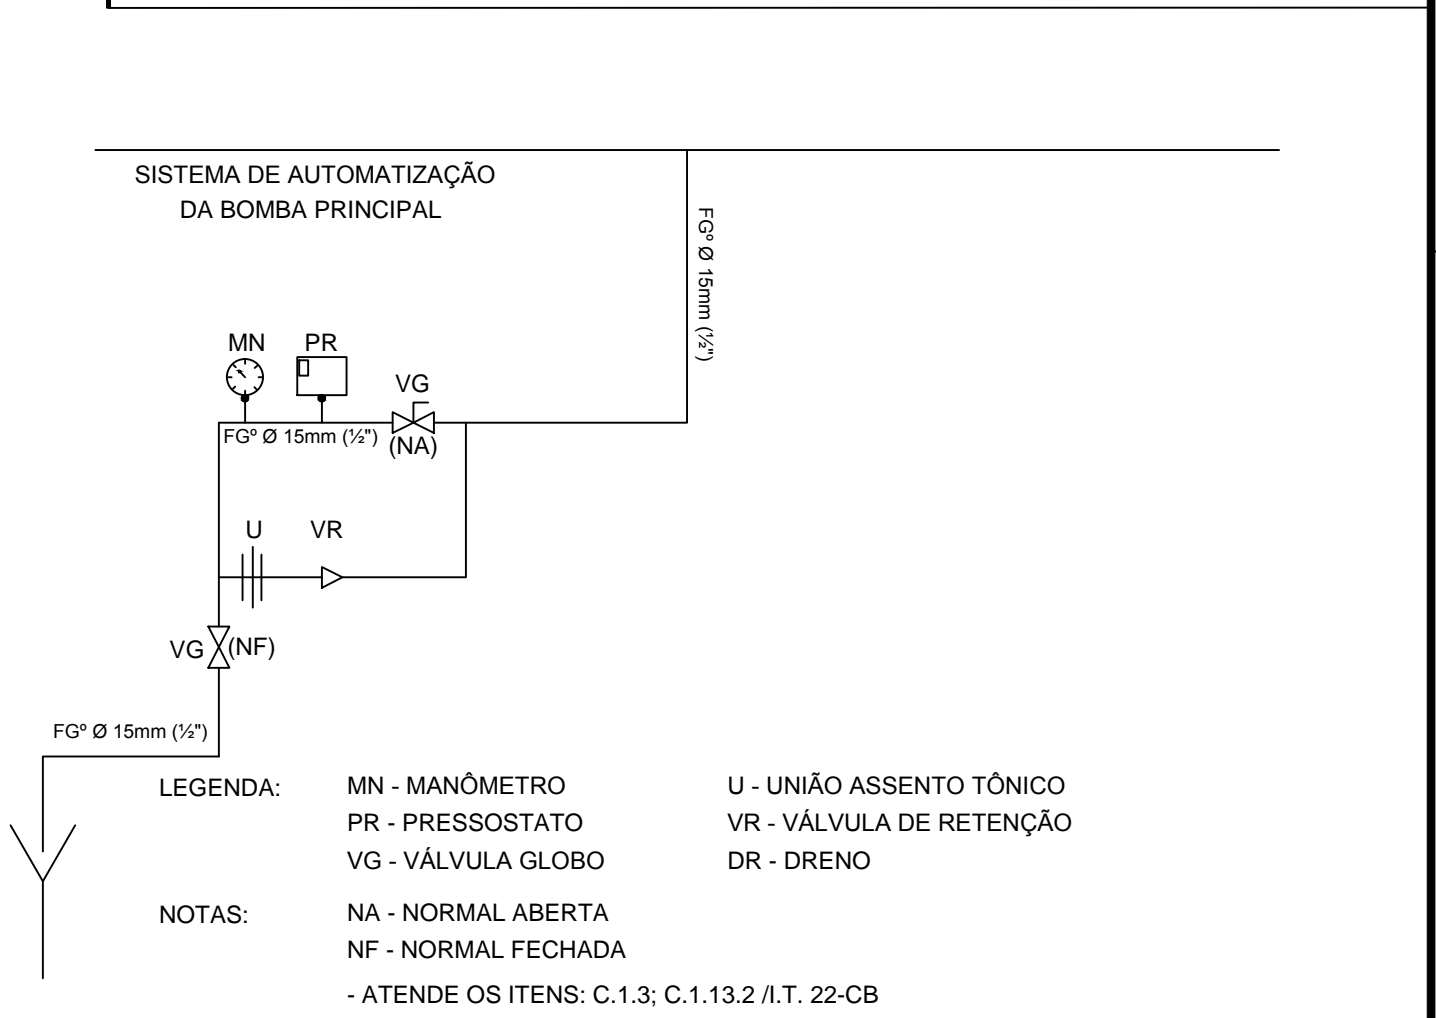 SISTEMA DE AUTOMATIZAÇÃO
DA BOMBA PRINCIPAL
FGº Ø 15mm (½")
MN PR
VG
FGº Ø 15mm (½")
(NA)
U VR
VG (NF)
FGº Ø 15mm (½")
LEGENDA: MN - MANÔMETRO U - UNIÃO ASSENTO TÔNICO
PR - PRESSOSTATO VR - VÁLVULA DE RETENÇÃO
VG - VÁLVULA GLOBO DR - DRENO
NOTAS: NA - NORMAL ABERTA
NF - NORMAL FECHADA
- ATENDE OS ITENS: C.1.3; C.1.13.2 /I.T. 22-CB